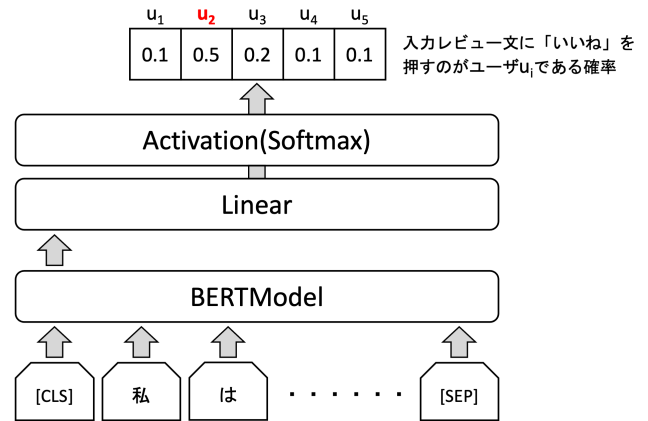 u1 u2 u3 u4 u5
0.1 0.5 0.2 0.1 0.1
入力レビュー文に「いいね」を
押すのがユーザuiである確率
Activation(Softmax)
Linear
BERTModel
[CLS] 私 は ・・・・・・ [SEP]